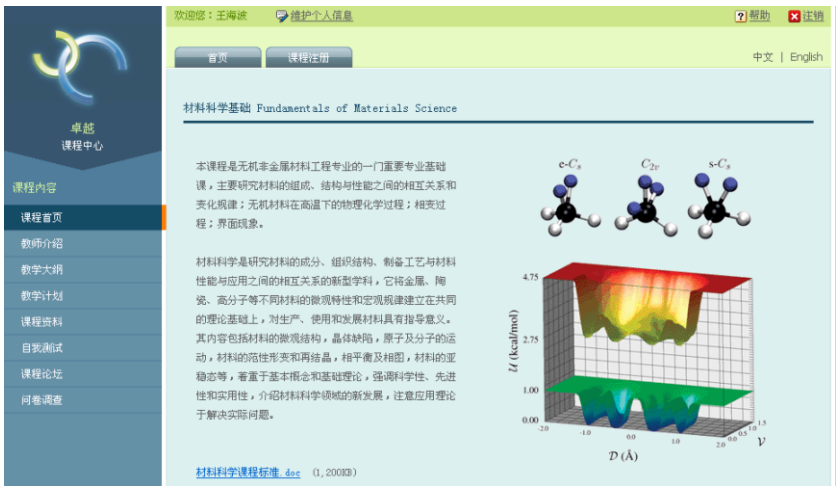 欢迎您：王海波
维护个人信息
帮助
注销
首页
课程注册
中文 | English
卓越
课程中心
课程内容
课程首页
教师介绍
教学大纲
教学计划
课程资料
自我测试
课程论坛
问卷调查
材料科学基础 Fundamentals of Materials Science
本课程是无机非金属材料工程专业的一门重要专业基础
课，主要研究材料的组成、结构与性能之间的相互关系和
变化规律；无机材料在高温下的物理化学过程；相变过
程；界面现象。
材料科学是研究材料的成分、组织结构、制备工艺与材料
性能与应用之间的相互关系的新型学科，它将金属、陶
瓷、高分子等不同材料的微观特性和宏观规律建立在共同
的理论基础上，对生产、使用和发展材料具有指导意义。
其内容包括材料的微观结构，晶体缺陷，原子及分子的运
动，材料的范性形变和再结晶，相平衡及相图，材料的亚
稳态等，着重于基本概念和基础理论，强调科学性、先进
性和实用性，介绍材料科学领域的新发展，注意应用理论
于解决实际问题。
材料科学课程标准.doc (1,200KB)
e-Cs C2v s-Cs
4.75
2.75
1.00
0.00
U (kcal/mol)
-2.0 -1.0 0.0 1.0 2.0
D (Å)
0.0 0.5 1.0 1.5
V